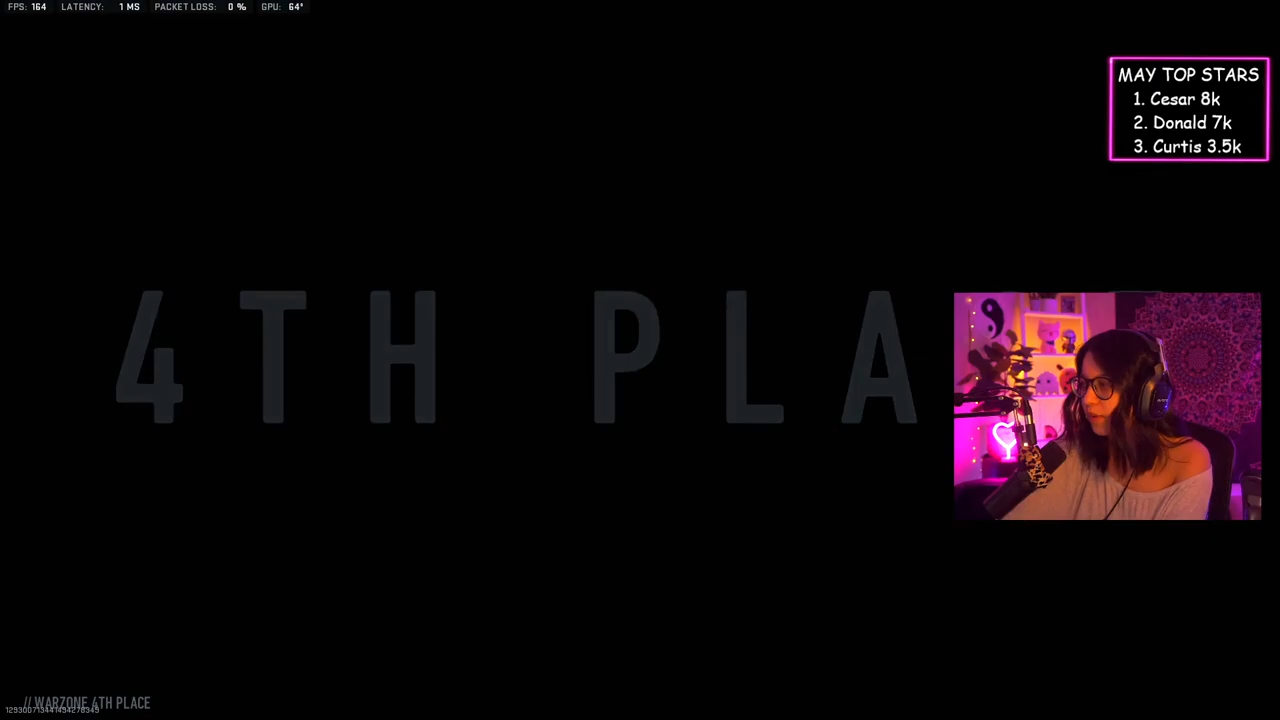 FPS: 164 LATENCY: 1 MS PACKET LOSS: 0 % GPU: 64°
MAY TOP STARS
1. Cesar 8k
2. Donald 7k
3. Curtis 3.5k
4TH PLA
// WARZONE 4TH PLACE